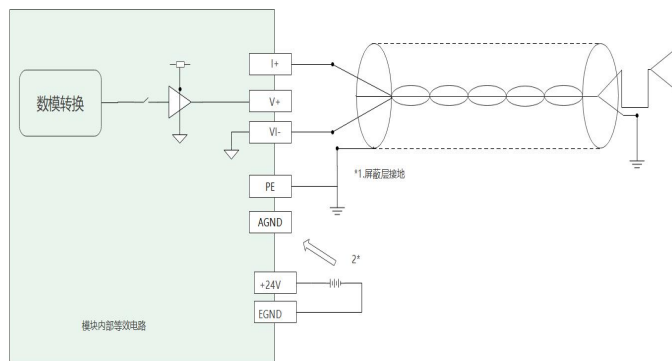 I+
数模转换
V+
VI-
*1.屏蔽层接地
PE
AGND
2*
+24V
EGND
模块内部等效电路